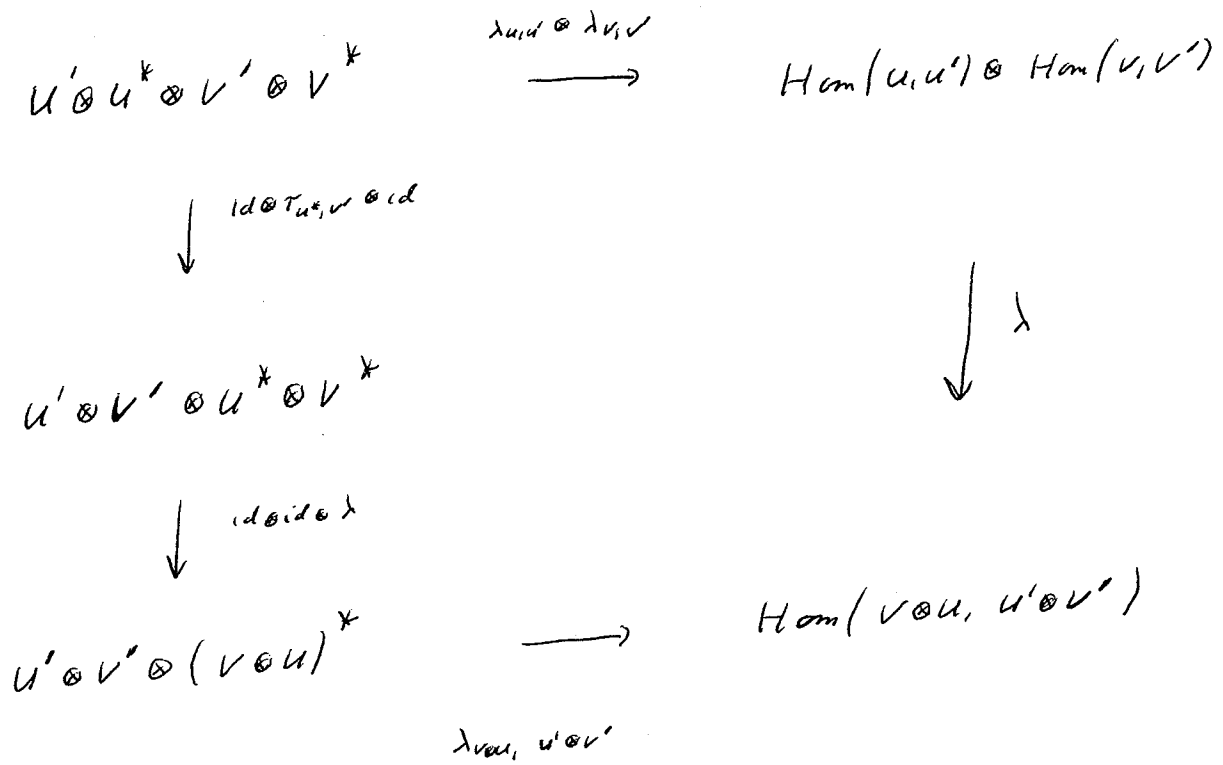 λ_{u,u'} ⊗ λ_{v,v'}
u' ⊗ u* ⊗ v' ⊗ v* → Hom(u,u') ⊗ Hom(v,v')
↓ id ⊗ τ_{u*,v'} ⊗ id
↓ λ
u' ⊗ v' ⊗ u* ⊗ v*
↓ id ⊗ id ⊗ λ
u' ⊗ v' ⊗ (v ⊗ u)* → Hom(v ⊗ u, u' ⊗ v')
λ_{v⊗u, u'⊗v'}